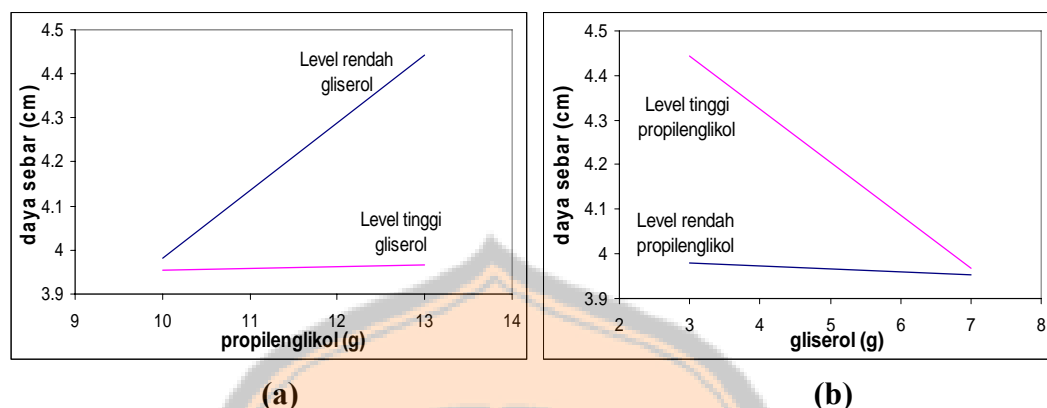 daya sebar (cm)
4.5
4.4
4.3
4.2
4.1
4
3.9
Level rendah
gliserol
Level tinggi
gliserol
9 10 11 12 13 14
propilenglikol (g)
(a)
daya sebar (cm)
4.5
4.4
4.3
4.2
4.1
4
3.9
Level tinggi
propilenglikol
Level rendah
propilenglikol
2 3 4 5 6 7 8
gliserol (g)
(b)